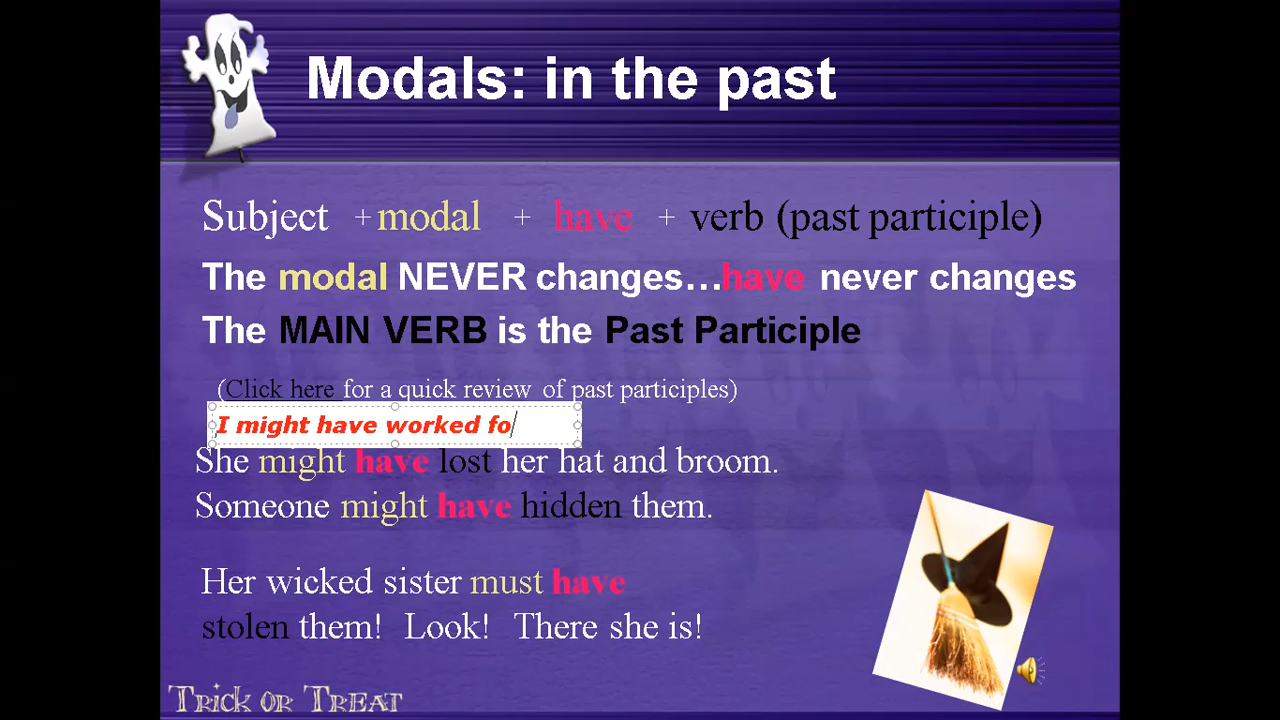 Modals: in the past
Subject + modal + have + verb (past participle)
The modal NEVER changes…have never changes
The MAIN VERB is the Past Participle
(Click here for a quick review of past participles)
I might have worked fo
She might have lost her hat and broom.
Someone might have hidden them.
Her wicked sister must have
stolen them! Look! There she is!
Trick or Treat